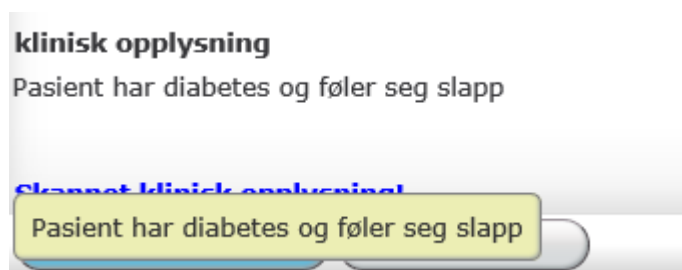 klinisk opplysning
Pasient har diabetes og føler seg slapp
Skannet klinisk opplysning!
Pasient har diabetes og føler seg slapp